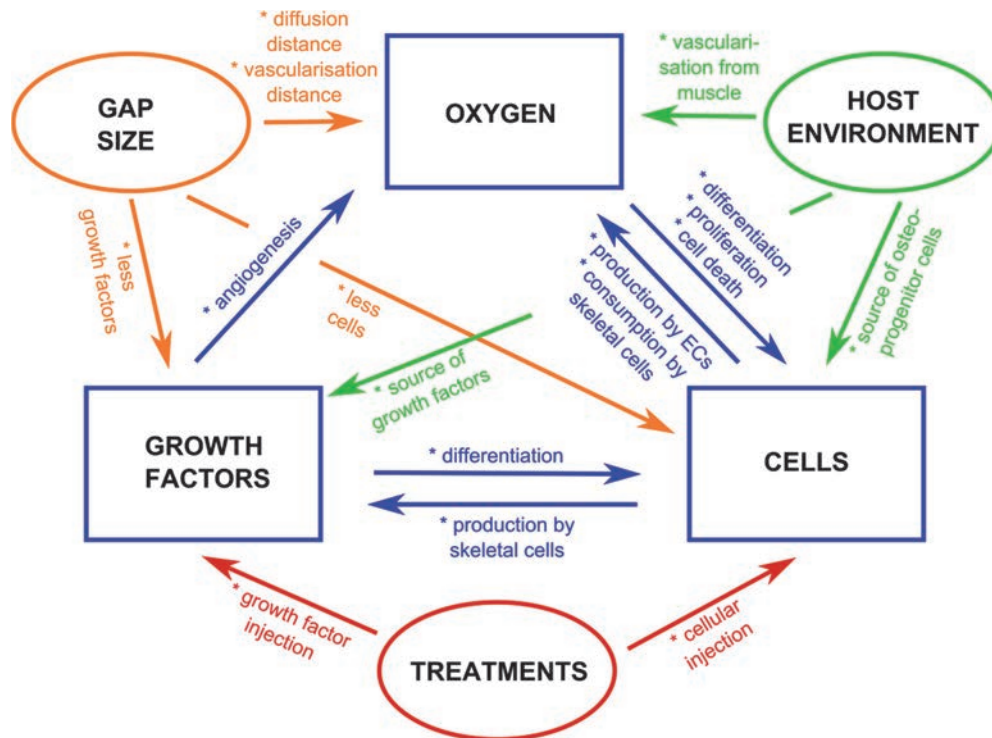 * diffusion
distance
* vascularisation
distance
GAP
SIZE
OXYGEN
* vasculari-
sation from
muscle
HOST
ENVIRONMENT
* less
growth factors
* angiogenesis
* less
cells
* differentiation
* proliferation
* cell death
* production by ECs
* consumption by
skeletal cells
* source of osteo-
progenitor cells
* source of
growth factors
GROWTH
FACTORS
* differentiation
* production by
skeletal cells
CELLS
* growth factor
injection
TREATMENTS
* cellular
injection